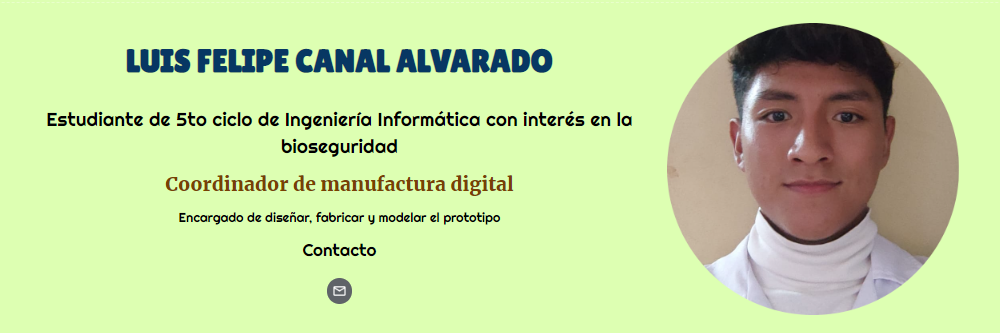 LUIS FELIPE CANAL ALVARADO
Estudiante de 5to ciclo de Ingeniería Informática con interés en la
bioseguridad
Coordinador de manufactura digital
Encargado de diseñar, fabricar y modelar el prototipo
Contacto